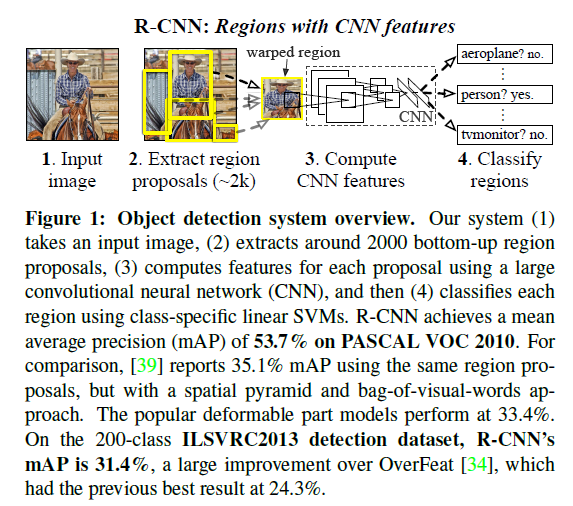 R-CNN: Regions with CNN features
warped region
aeroplane? no.
person? yes.
tvmonitor? no.
CNN
1. Input image
2. Extract region proposals (~2k)
3. Compute CNN features
4. Classify regions
Figure 1: Object detection system overview. Our system (1)
takes an input image, (2) extracts around 2000 bottom-up region
proposals, (3) computes features for each proposal using a large
convolutional neural network (CNN), and then (4) classifies each
region using class-specific linear SVMs. R-CNN achieves a mean
average precision (mAP) of 53.7% on PASCAL VOC 2010. For
comparison, [39] reports 35.1% mAP using the same region pro-
posals, but with a spatial pyramid and bag-of-visual-words ap-
proach. The popular deformable part models perform at 33.4%.
On the 200-class ILSVRC2013 detection dataset, R-CNN's
mAP is 31.4%, a large improvement over OverFeat [34], which
had the previous best result at 24.3%.